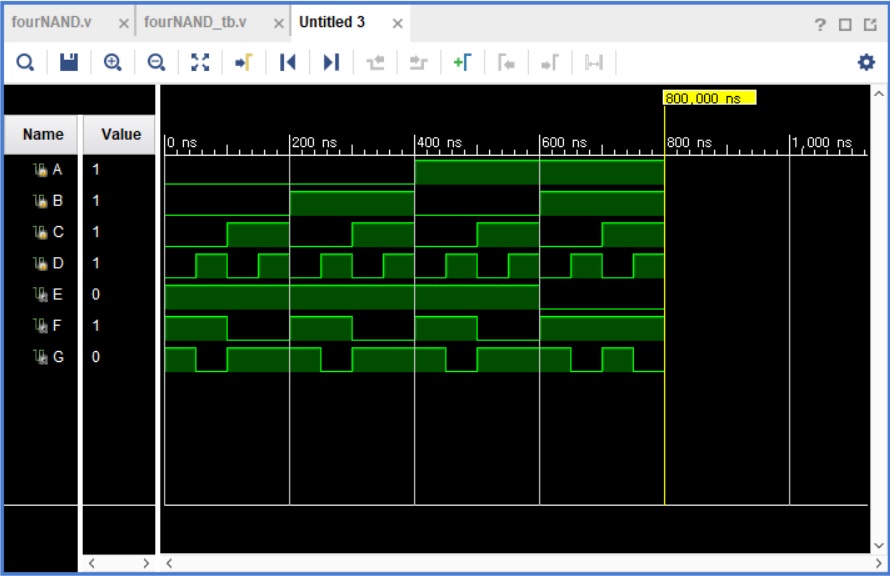 fourNAND.v × fourNAND_tb.v × Untitled 3 × ?
800,000 ns
Name Value 0 ns 200 ns 400 ns 600 ns 800 ns 1,000 ns
A 1
B 1
C 1
D 1
E 0
F 1
G 0